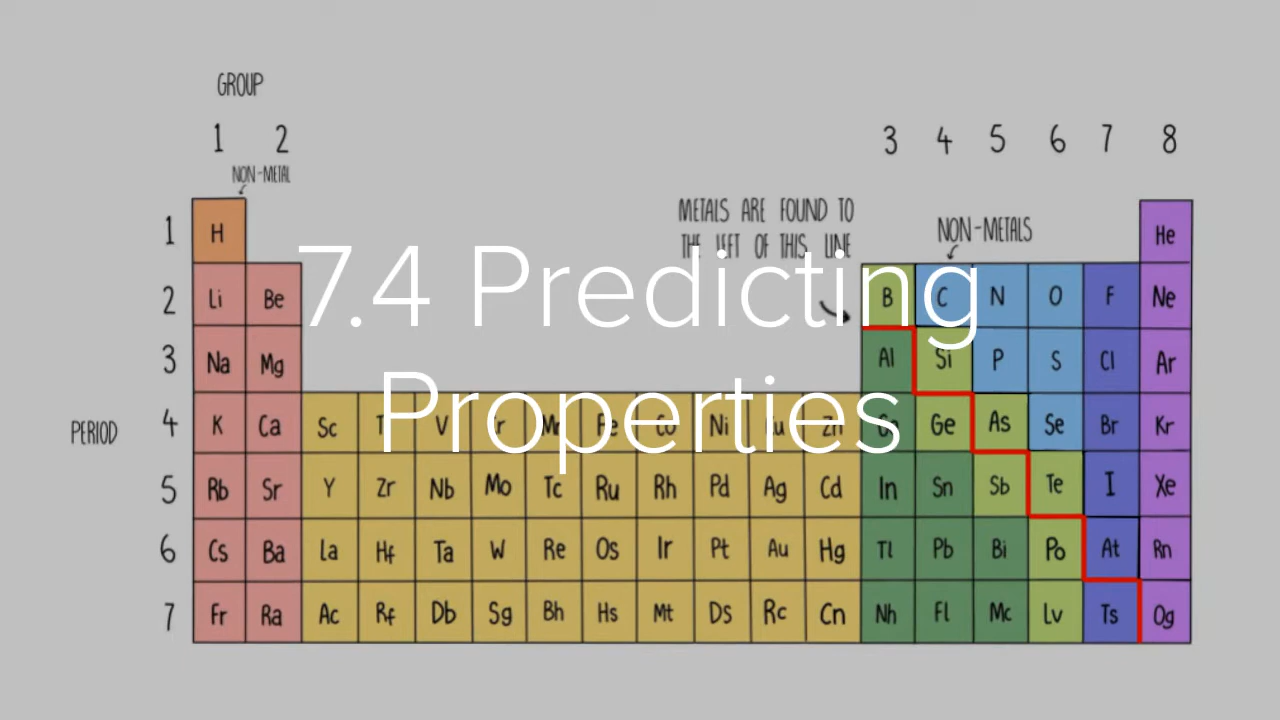 GROUP
1 2 3 4 5 6 7 8
NON-METAL
METALS ARE FOUND TO
THE LEFT OF THIS LINE
NON-METALS
1 H He
7.4 Predicting
2 Li Be B C N O F Ne
3 Na Mg Al Si P S Cl Ar
Properties
PERIOD
4 K Ca Sc V Ni Zn Ge As Se Br Kr
5 Rb Sr Y Zr Nb Mo Tc Ru Rh Pd Ag Cd In Sn Sb Te I Xe
6 Cs Ba La Hf Ta W Re Os Ir Pt Au Hg Tl Pb Bi Po At Rn
7 Fr Ra Ac Rf Db Sg Bh Hs Mt DS Rc Cn Nh Fl Mc Lv Ts Og